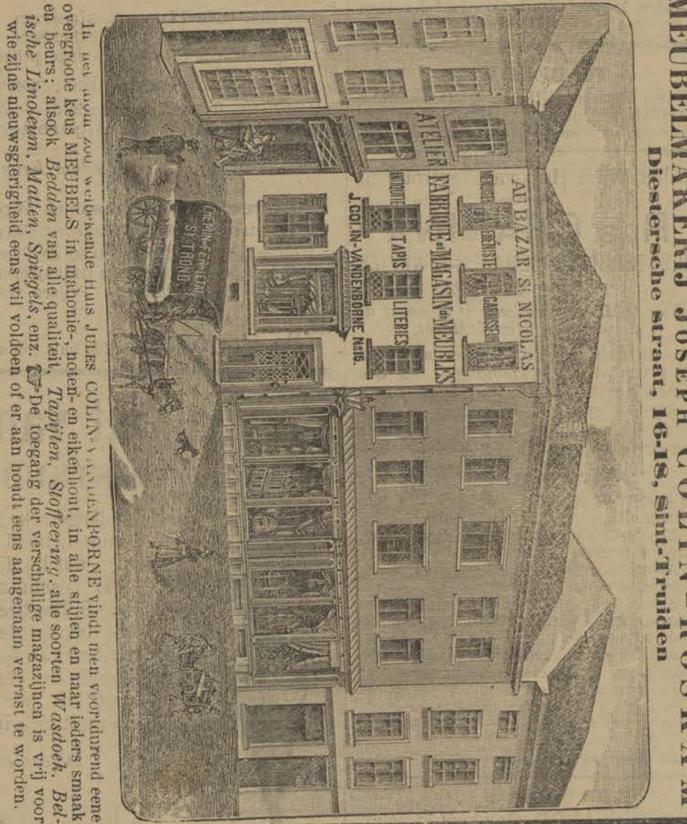 MEUBELMAKERIJ JOSEPH COLIN-ROSKAM
Diestersche straat, 16-18, Sint-Truiden
AU BAZAR St NICOLAS
ATELIER
FABRIQUE et MAGASIN de MEUBLES
TAPIS LITERIES
J. COLIN-VANDENBORNE No 16.
St TROND
In het zoo welbekende Huis JULES COLIN-VANDENBORNE vindt men voortdurend eene
overgroote keus MEUBELS in mahonie-, noten- en eikenhout, in alle stijlen en naar ieders smaak
en beurs; alsook Bedden van alle qualiteit, Tapijten, Stoffeering, alle soorten Wasdoek, Bel-
ische Linoleum, Matten, Spiegels, enz. ☞ De toegang der verschillige magazijnen is vrij voor
wie zijne nieuwsgierigheid eens wil voldoen of er aan houdt eens aangenaam verrast te worden.